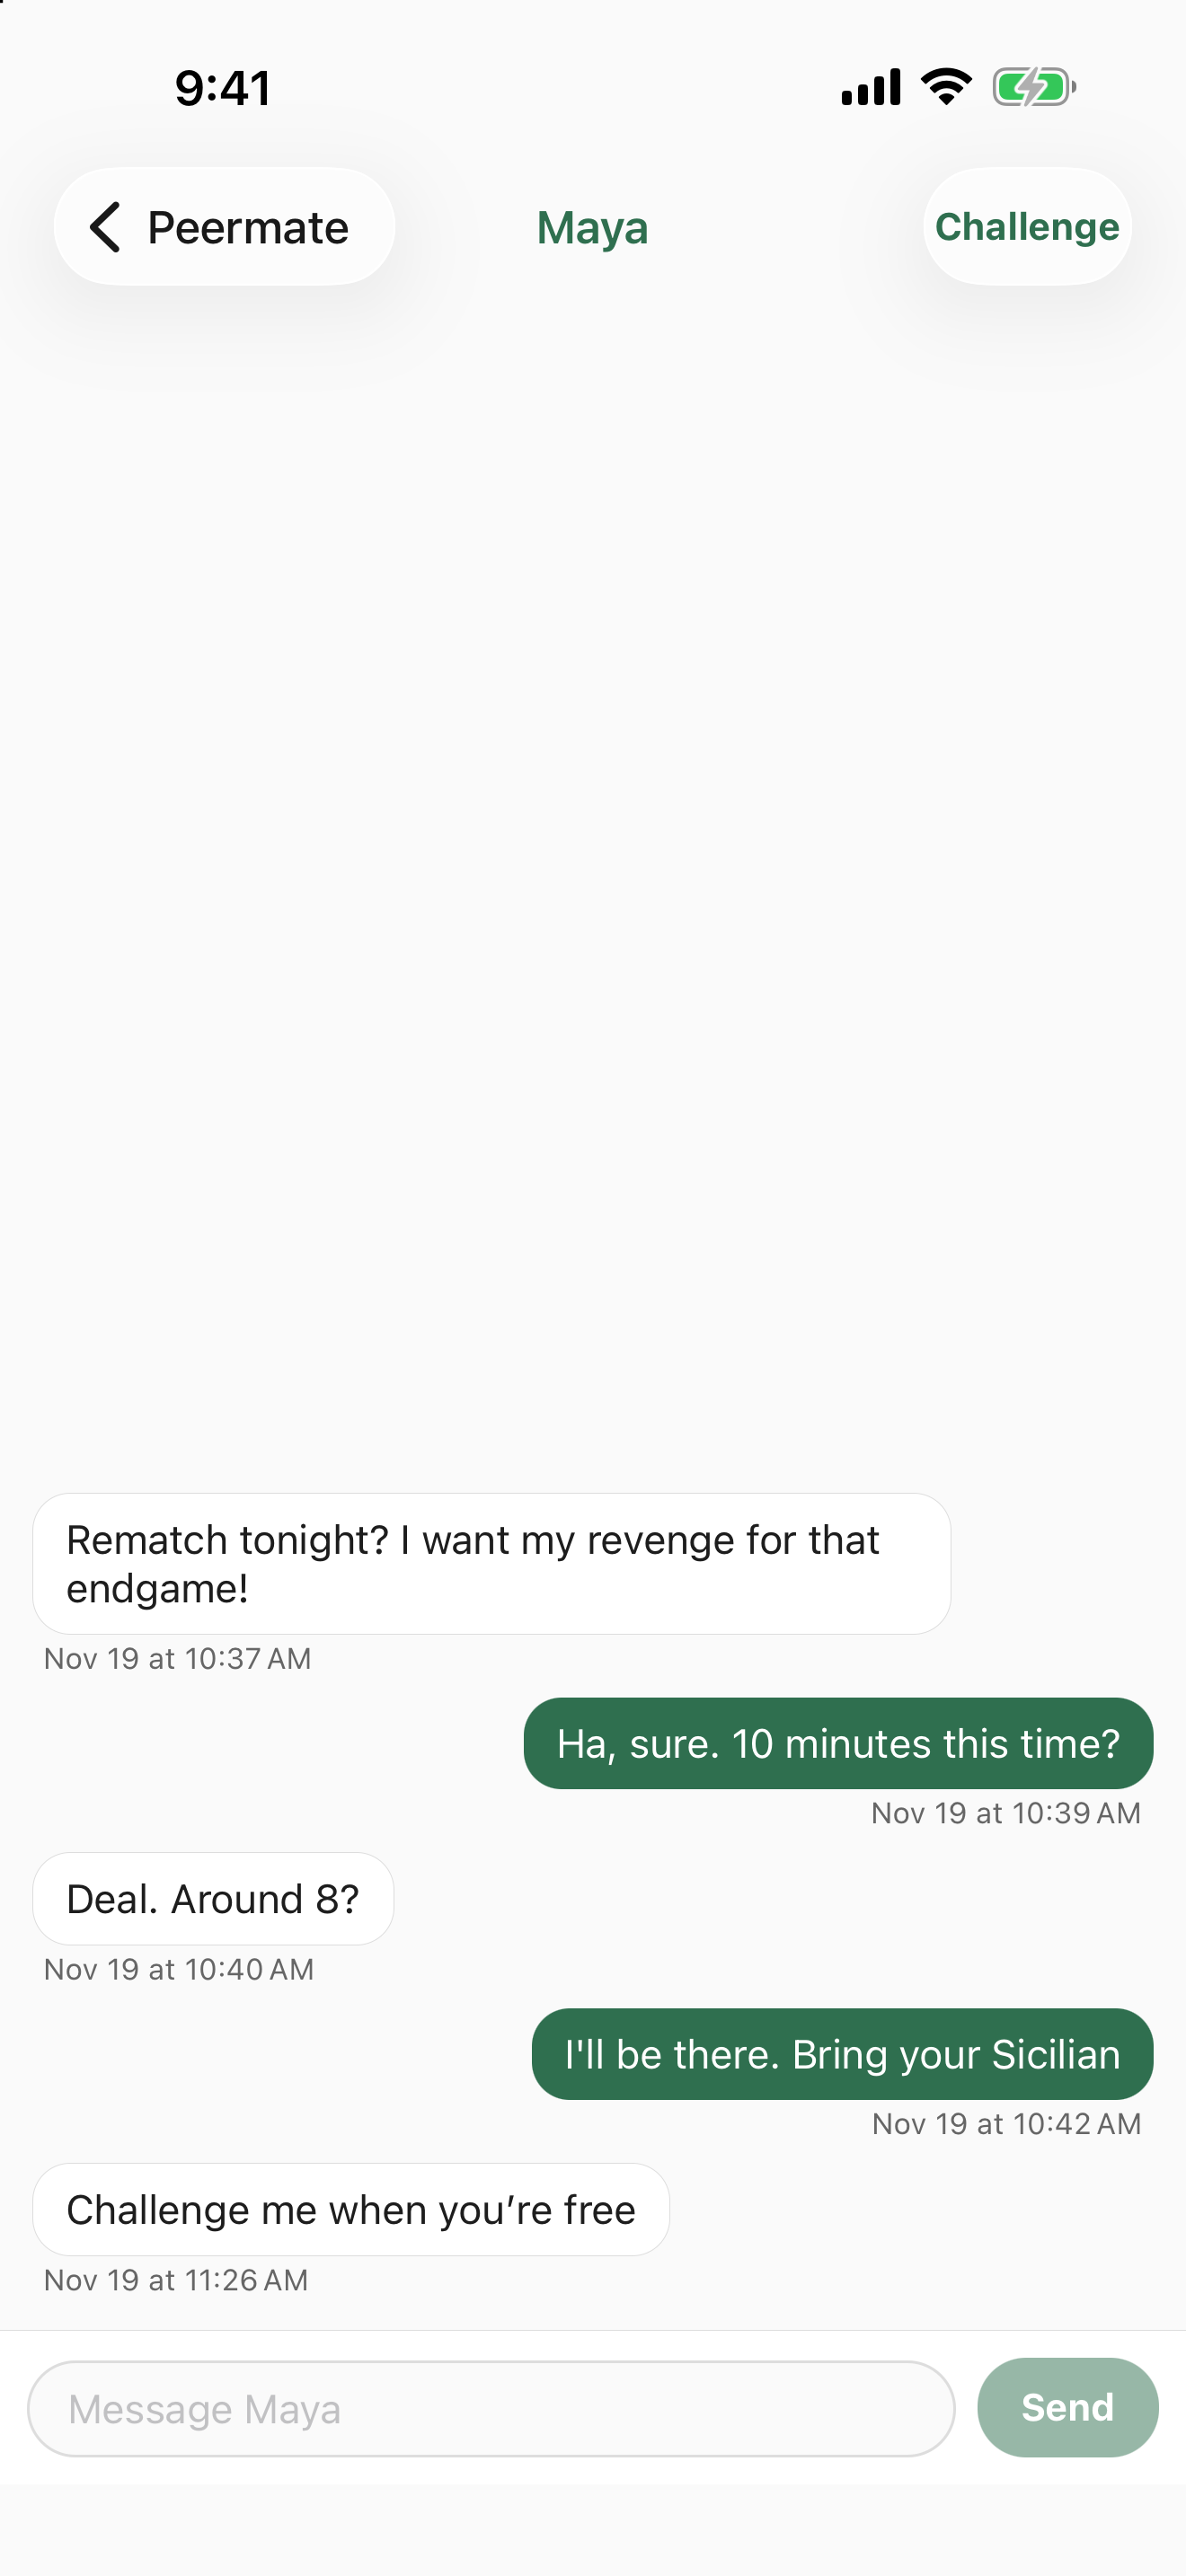 9:41
Peermate
Maya
Challenge
Rematch tonight? I want my revenge for that
endgame!
Nov 19 at 10:37 AM
Ha, sure. 10 minutes this time?
Nov 19 at 10:39 AM
Deal. Around 8?
Nov 19 at 10:40 AM
I'll be there. Bring your Sicilian
Nov 19 at 10:42 AM
Challenge me when you’re free
Nov 19 at 11:26 AM
Message Maya
Send